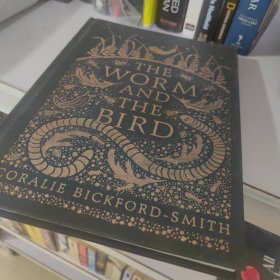 THE
WORM
AND THE
BIRD
CORALIE BICKFORD-SMITH